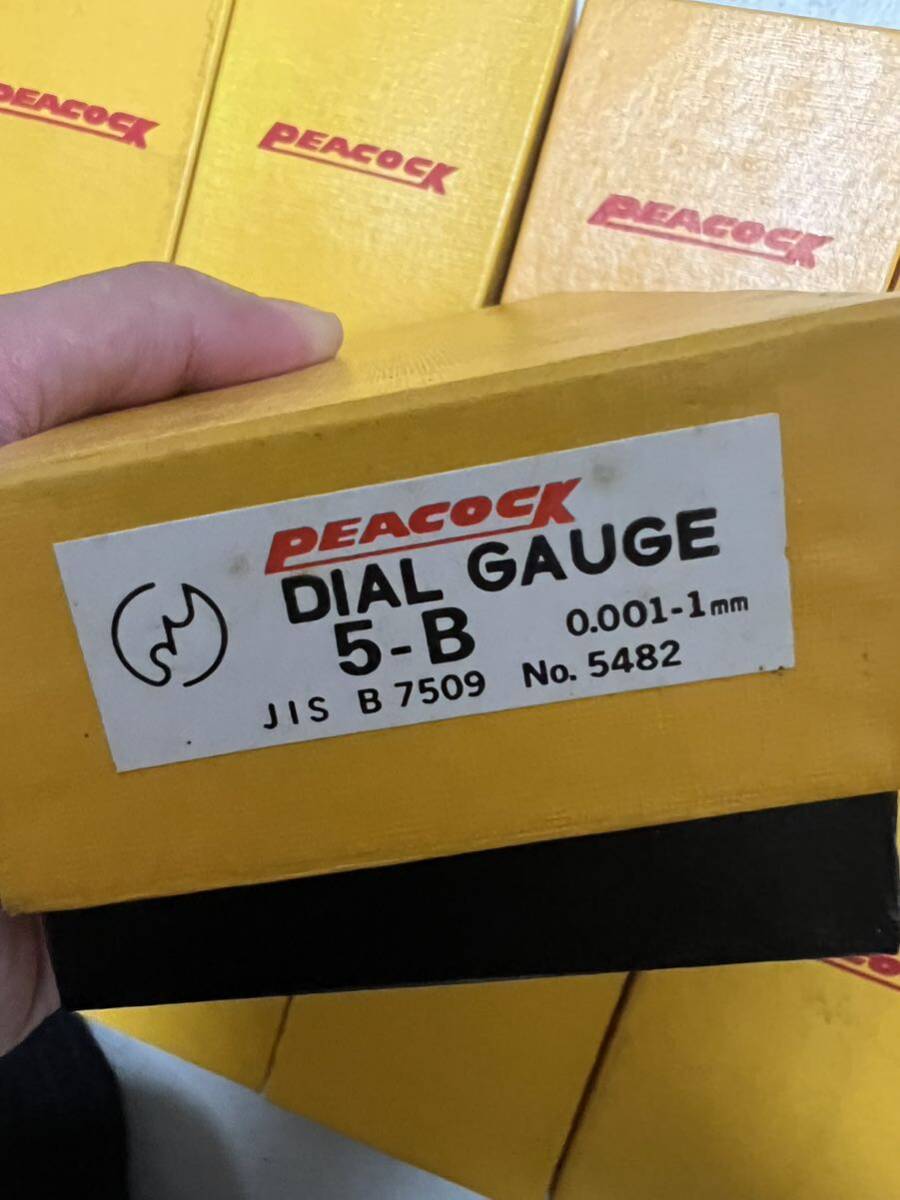 PEACOCK
PEACOCK
PEACOCK
PEACOCK
DIAL GAUGE
5-B 0.001-1mm
JIS B 7509 No. 5482